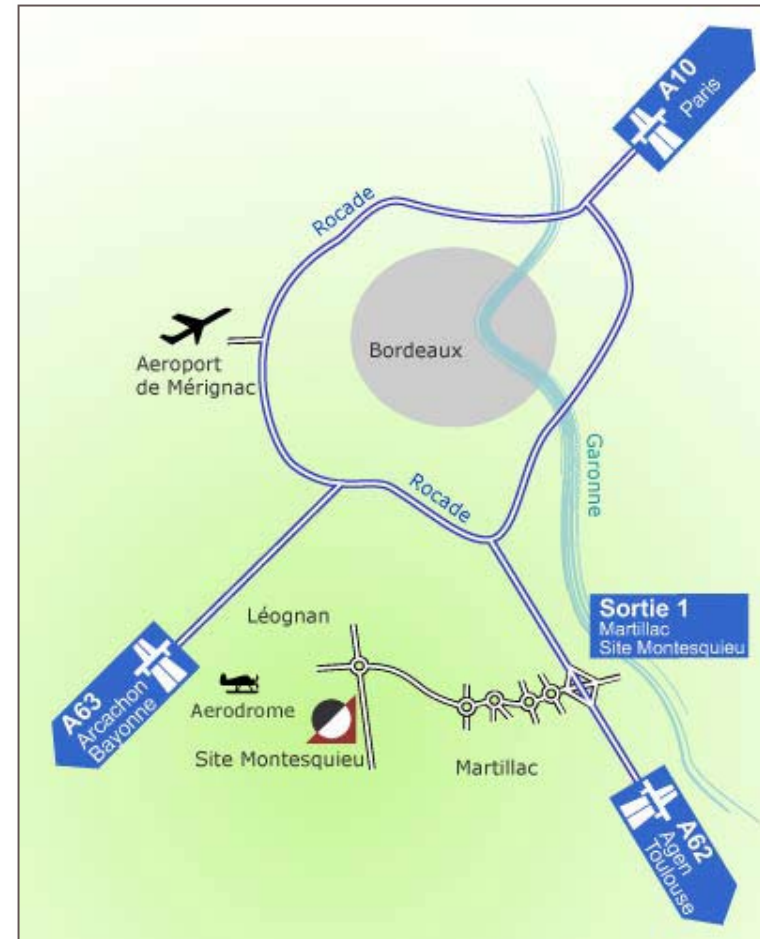 A10
Paris
Rocade
Bordeaux
Aeroport
de Mérignac
Garonne
Rocade
Sortie 1
Martillac
Site Montesquieu
Léognan
A63
Arcachon
Bayonne
Aerodrome
Site Montesquieu
Martillac
A62
Agen
Toulouse